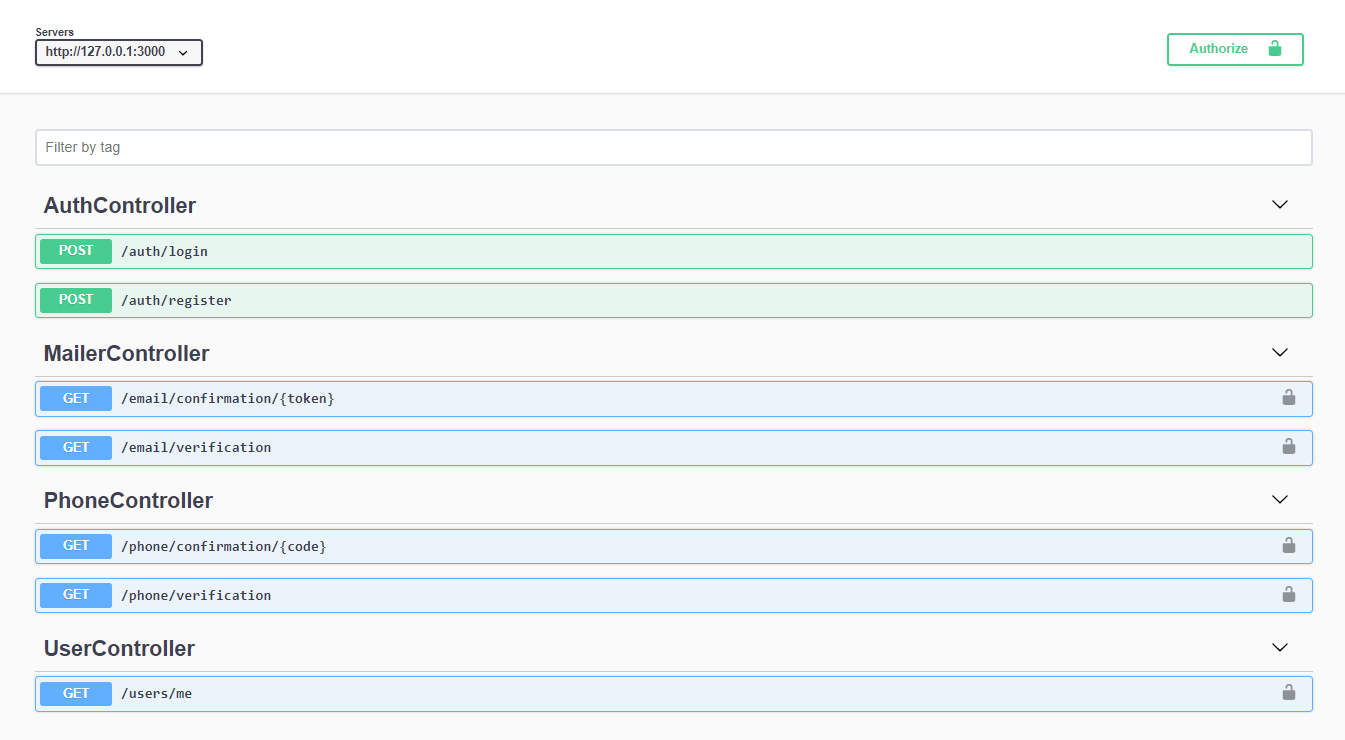 Servers
http://127.0.0.1:3000
Authorize
Filter by tag
AuthController
POST /auth/login
POST /auth/register
MailerController
GET /email/confirmation/{token}
GET /email/verification
PhoneController
GET /phone/confirmation/{code}
GET /phone/verification
UserController
GET /users/me